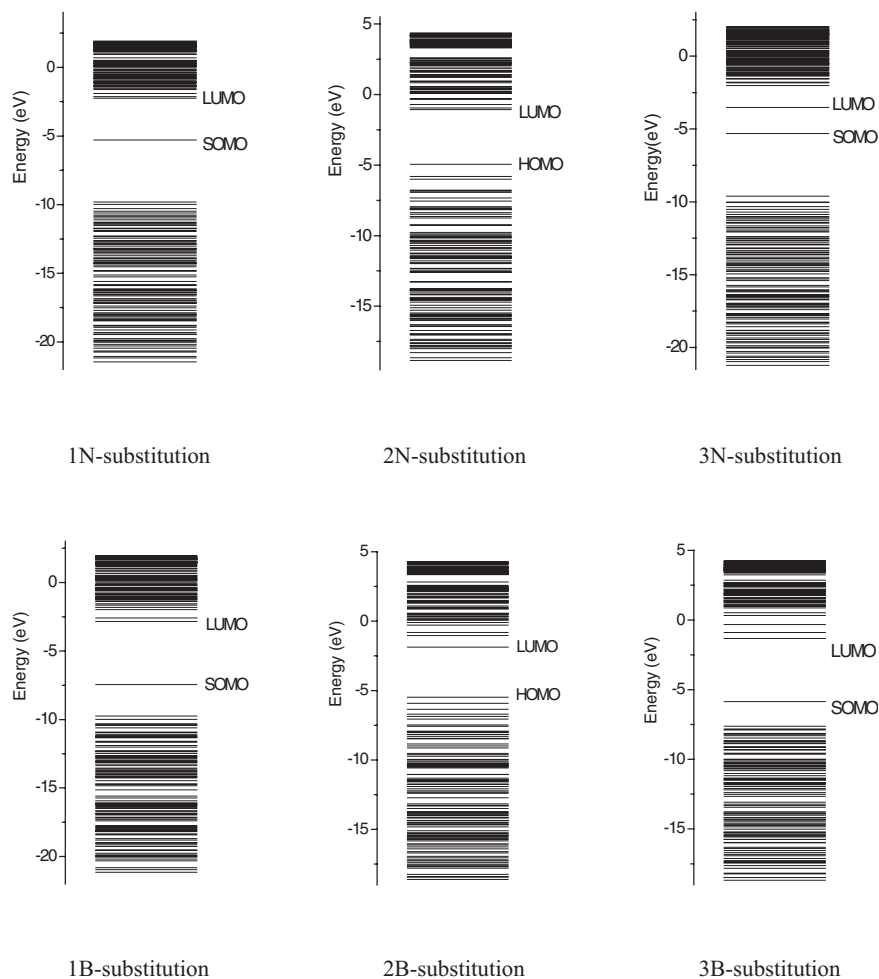 Energy (eV)
0
-5
-10
-15
-20
LUMO
SOMO
1N-substitution
Energy (eV)
5
0
-5
-10
-15
LUMO
HOMO
2N-substitution
Energy(eV)
0
-5
-10
-15
-20
LUMO
SOMO
3N-substitution
Energy (eV)
0
-5
-10
-15
-20
LUMO
SOMO
1B-substitution
Energy (eV)
5
0
-5
-10
-15
LUMO
HOMO
2B-substitution
Energy (eV)
5
0
-5
-10
-15
LUMO
SOMO
3B-substitution